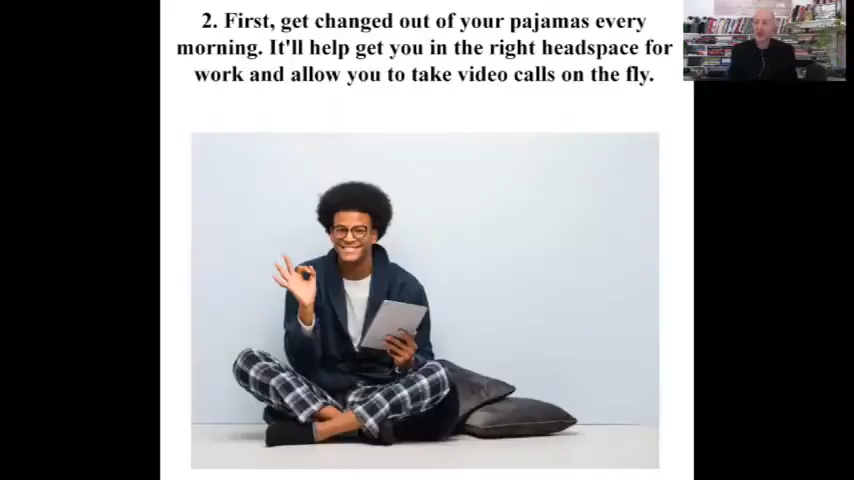 2. First, get changed out of your pajamas every
morning. It'll help get you in the right headspace for
work and allow you to take video calls on the fly.